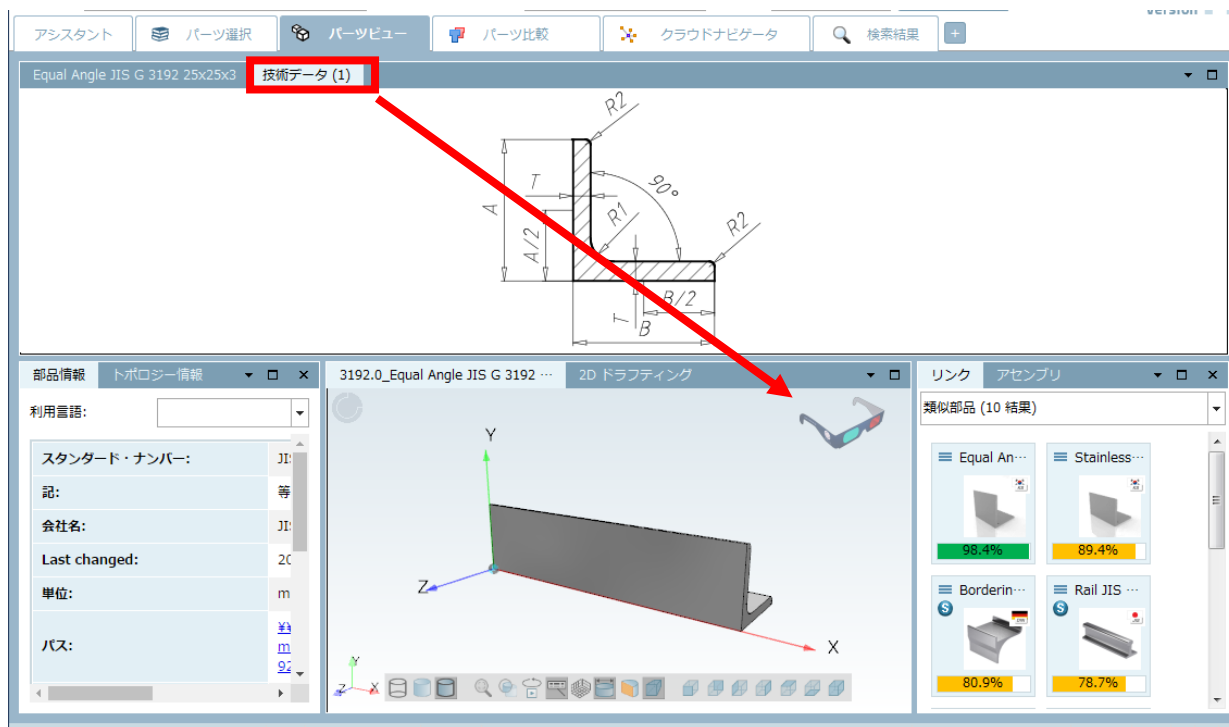 アシスタント
パーツ選択
パーツビュー
パーツ比較
クラウドナビゲータ
検索結果
Equal Angle JIS G 3192 25x25x3
技術データ (1)
R2
T
90°
A
R1
A/2
R2
B/2
T
B
部品情報
トポロジー情報
利用言語:
スタンダード・ナンバー:
記:
等
会社名:
Last changed:
20
単位:
m
パス:
m
92
3192.0_Equal Angle JIS G 3192 ⋯
2D ドラフティング
Y
Z
X
Y
Z
X
リンク
アセンブリ
類似部品 (10 結果)
Equal An⋯
98.4%
Stainless⋯
89.4%
Borderin⋯
S
80.9%
Rail JIS ⋯
S
78.7%